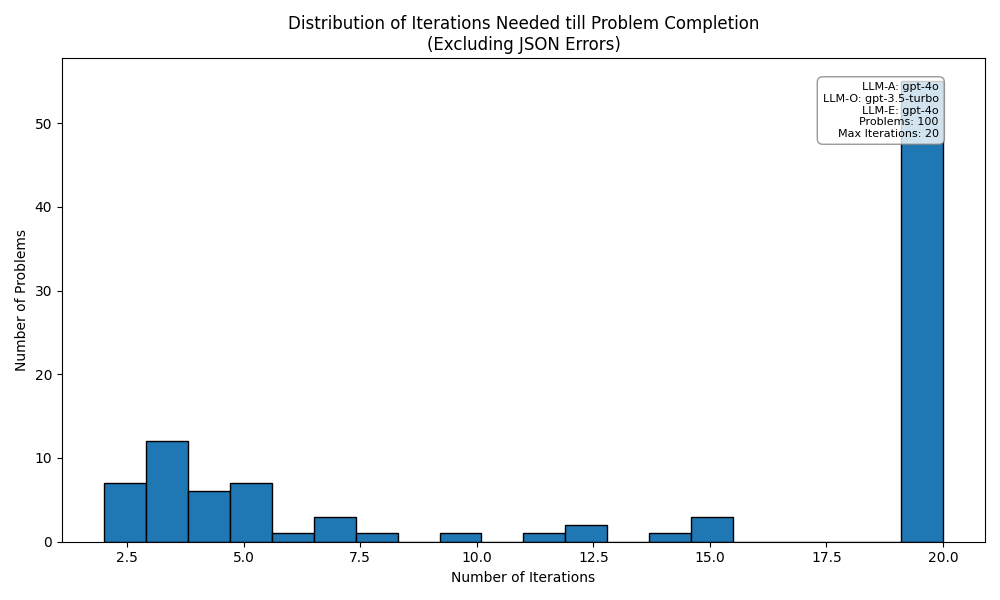 Distribution of Iterations Needed till Problem Completion
(Excluding JSON Errors)
LLM-A: gpt-4o
LLM-O: gpt-3.5-turbo
LLM-E: gpt-4o
Problems: 100
Max Iterations: 20
Number of Problems
50
40
30
20
10
0
2.5 5.0 7.5 10.0 12.5 15.0 17.5 20.0
Number of Iterations